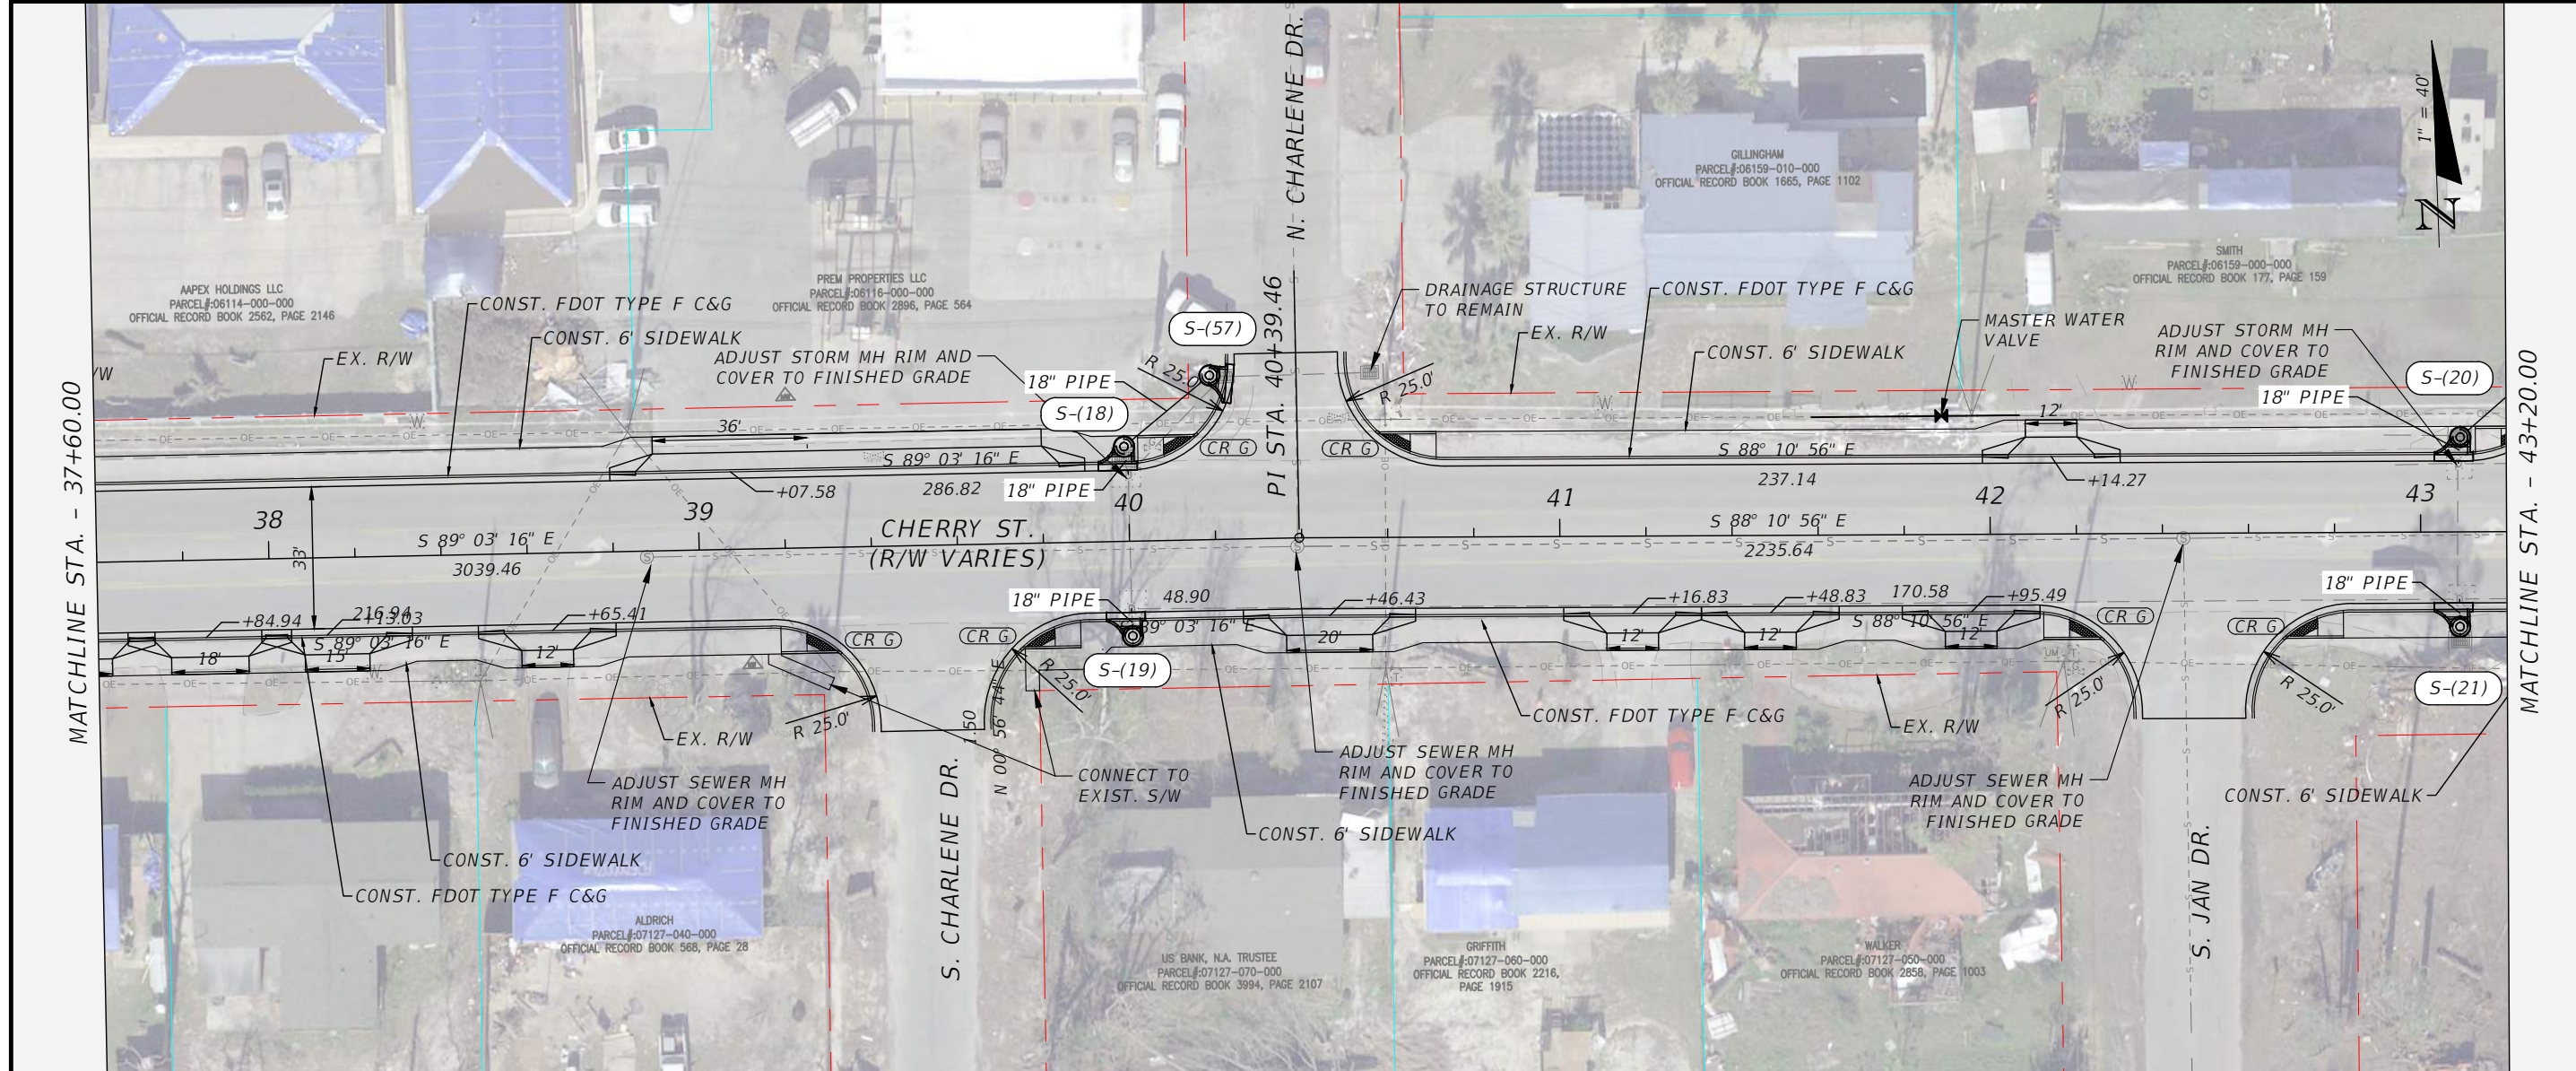 MATCHLINE STA. - 37+60.00
MATCHLINE STA. - 43+20.00
N. CHARLENE DR.
1" = 40'
N
AAPEX HOLDINGS LLC
PARCEL#:06114-000-000
OFFICIAL RECORD BOOK 2562, PAGE 2146
PREM PROPERTIES LLC
PARCEL#:06116-000-000
OFFICIAL RECORD BOOK 2896, PAGE 564
GILLINGHAM
PARCEL#:06159-010-000
OFFICIAL RECORD BOOK 1665, PAGE 1102
SMITH
PARCEL#:06159-000-000
OFFICIAL RECORD BOOK 177, PAGE 159
CONST. FDOT TYPE F C&G
CONST. 6' SIDEWALK
EX. R/W
/W
ADJUST STORM MH RIM AND
COVER TO FINISHED GRADE
S-(57)
18" PIPE
S-(18)
R 25.0'
PI STA. 40+39.46
DRAINAGE STRUCTURE
TO REMAIN
CONST. FDOT TYPE F C&G
EX. R/W
CONST. 6' SIDEWALK
R 25.0'
MASTER WATER
VALVE
ADJUST STORM MH
RIM AND COVER TO
FINISHED GRADE
S-(20)
18" PIPE
36'
12'
CR G
CR G
S 89° 03' 16" E
286.82
18" PIPE
+07.58
S 88° 10' 56" E
237.14
+14.27
38
39
40
41
42
43
CHERRY ST.
(R/W VARIES)
S 89° 03' 16" E
3039.46
33'
S 88° 10' 56" E
2235.64
+84.94
216.94
+13.03
S 89° 03' 16" E
+65.41
18'
15'
12'
CR G
CR G
18" PIPE
48.90
S 89° 03' 16" E
+46.43
20'
+16.83
12'
+48.83
12'
170.58
S 88° 10' 56" E
+95.49
12'
CR G
CR G
18" PIPE
S-(19)
S-(21)
R 25.0'
R 25.0'
R 25.0'
R 25.0'
1.50
N 00° 56' 44" E
EX. R/W
ADJUST SEWER MH
RIM AND COVER TO
FINISHED GRADE
CONST. 6' SIDEWALK
CONST. FDOT TYPE F C&G
CONNECT TO
EXIST. S/W
S. CHARLENE DR.
CONST. FDOT TYPE F C&G
ADJUST SEWER MH
RIM AND COVER TO
FINISHED GRADE
CONST. 6' SIDEWALK
EX. R/W
ADJUST SEWER MH
RIM AND COVER TO
FINISHED GRADE
CONST. 6' SIDEWALK
S. JAN DR.
ALDRICH
PARCEL#:07127-040-000
OFFICIAL RECORD BOOK 568, PAGE 28
US BANK, N.A. TRUSTEE
PARCEL#:07127-070-000
OFFICIAL RECORD BOOK 3994, PAGE 2107
GRIFFITH
PARCEL#:07127-060-000
OFFICIAL RECORD BOOK 2216,
PAGE 1915
WALKER
PARCEL#:07127-050-000
OFFICIAL RECORD BOOK 2858, PAGE 1003